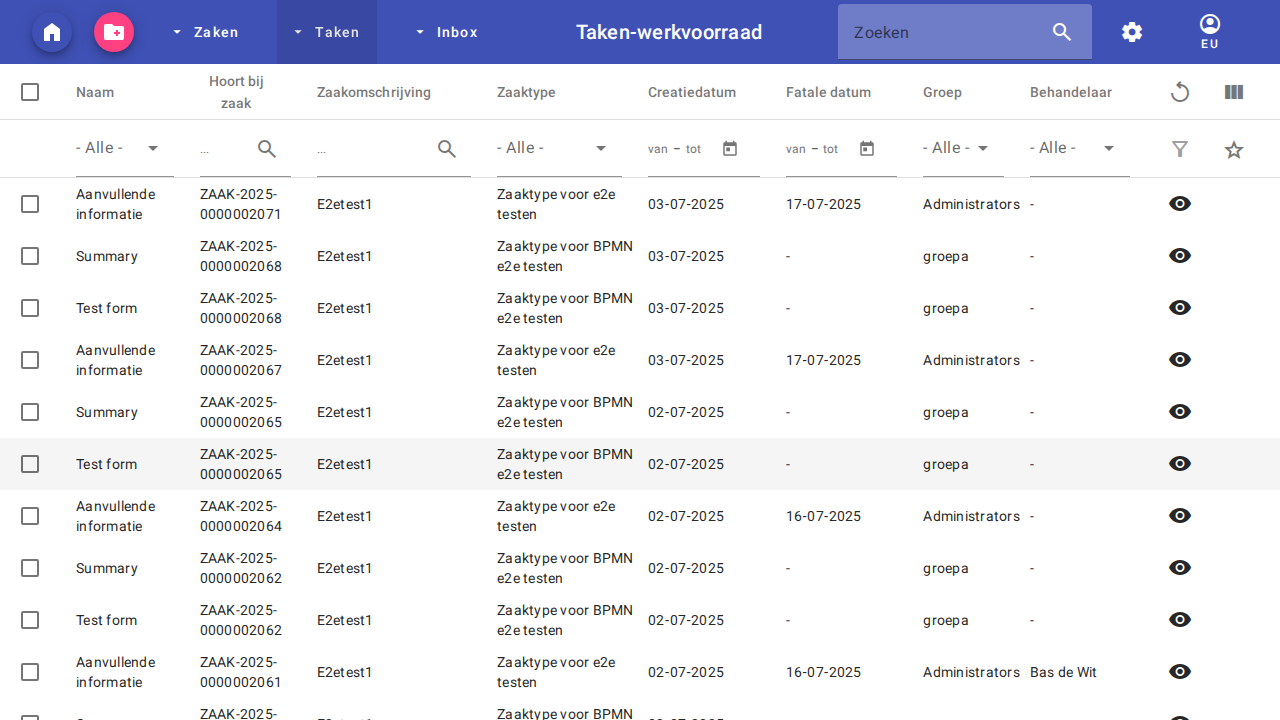 Zaken Taken Inbox Taken-werkvoorraad Zoeken EU
Naam Hoort bij zaak Zaakomschrijving Zaaktype Creatiedatum Fatale datum Groep Behandelaar
- Alle - ... ... - Alle - van – tot van – tot - Alle - - Alle -
Aanvullende informatie ZAAK-2025-0000002071 E2etest1 Zaaktype voor e2e testen 03-07-2025 17-07-2025 Administrators -
Summary ZAAK-2025-0000002068 E2etest1 Zaaktype voor BPMN e2e testen 03-07-2025 - groepa -
Test form ZAAK-2025-0000002068 E2etest1 Zaaktype voor BPMN e2e testen 03-07-2025 - groepa -
Aanvullende informatie ZAAK-2025-0000002067 E2etest1 Zaaktype voor e2e testen 03-07-2025 17-07-2025 Administrators -
Summary ZAAK-2025-0000002065 E2etest1 Zaaktype voor BPMN e2e testen 02-07-2025 - groepa -
Test form ZAAK-2025-0000002065 E2etest1 Zaaktype voor BPMN e2e testen 02-07-2025 - groepa -
Aanvullende informatie ZAAK-2025-0000002064 E2etest1 Zaaktype voor e2e testen 02-07-2025 16-07-2025 Administrators -
Summary ZAAK-2025-0000002062 E2etest1 Zaaktype voor BPMN e2e testen 02-07-2025 - groepa -
Test form ZAAK-2025-0000002062 E2etest1 Zaaktype voor BPMN e2e testen 02-07-2025 - groepa -
Aanvullende informatie ZAAK-2025-0000002061 E2etest1 Zaaktype voor e2e testen 02-07-2025 16-07-2025 Administrators Bas de Wit
ZAAK-2025- Zaaktype voor BPMN